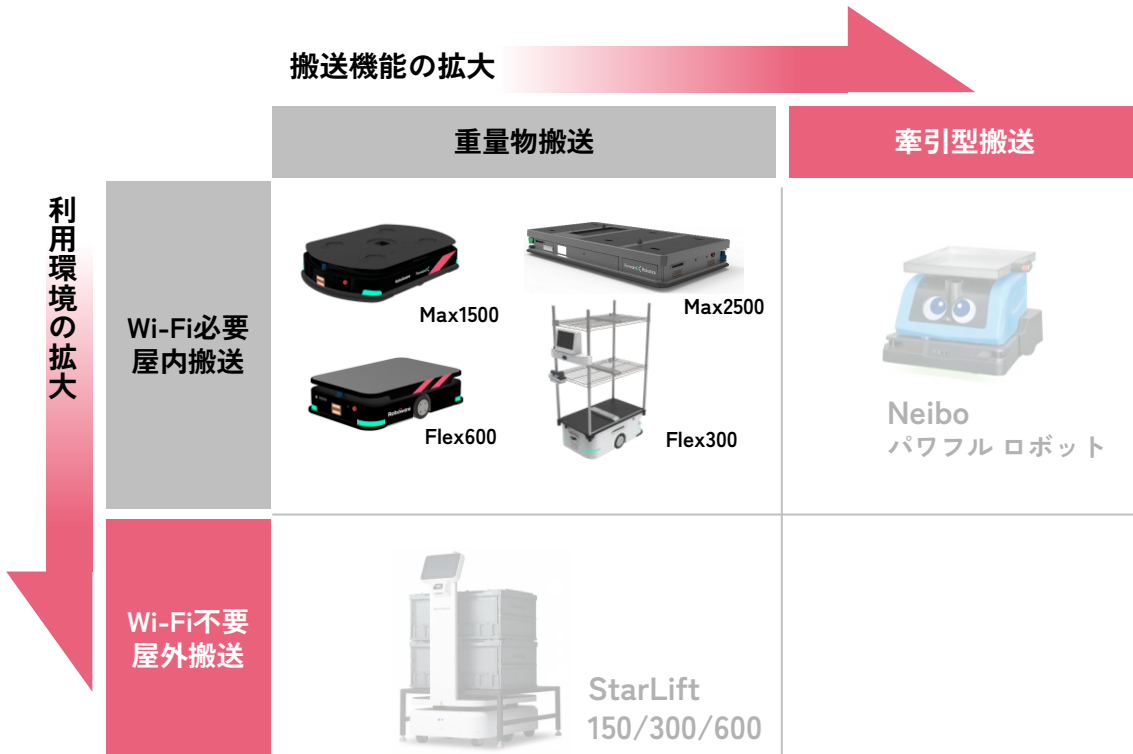 搬送機能の拡大
重量物搬送
牽引型搬送
利用環境の拡大
Wi-Fi必要
屋内搬送
Max1500
Max2500
Flex600
Flex300
Neibo
パワフル ロボット
Wi-Fi不要
屋外搬送
StarLift
150/300/600